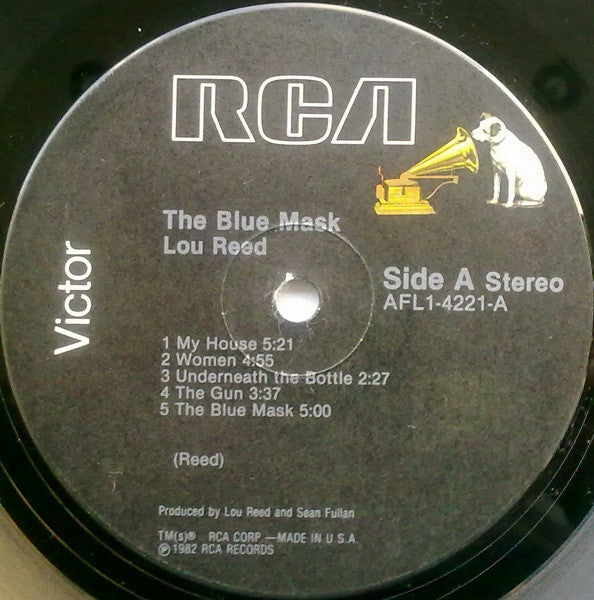 RCA
The Blue Mask
Lou Reed
Victor
Side A Stereo
AFL1-4221-A
1 My House 5:21
2 Women 4:55
3 Underneath the Bottle 2:27
4 The Gun 3:37
5 The Blue Mask 5:00
(Reed)
Produced by Lou Reed and Sean Fullan
TM(s)® RCA CORP.—MADE IN U.S.A.
℗1982 RCA RECORDS